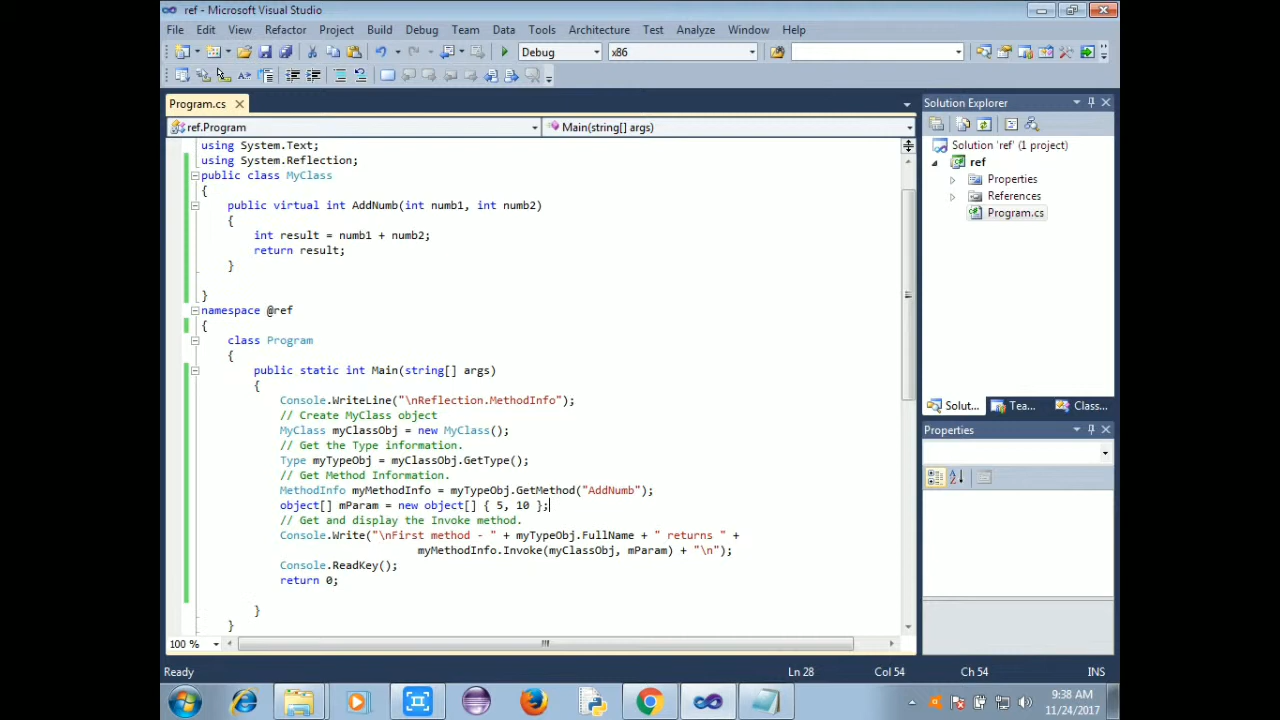 ref - Microsoft Visual Studio
File Edit View Refactor Project Build Debug Team Data Tools Architecture Test Analyze Window Help
Debug x86
Program.cs
ref.Program Main(string[] args)
using System.Text;
using System.Reflection;
public class MyClass
{
public virtual int AddNumb(int numb1, int numb2)
{
int result = numb1 + numb2;
return result;
}
}
namespace @ref
{
class Program
{
public static int Main(string[] args)
{
Console.WriteLine("\nReflection.MethodInfo");
// Create MyClass object
MyClass myClassObj = new MyClass();
// Get the Type information.
Type myTypeObj = myClassObj.GetType();
// Get Method Information.
MethodInfo myMethodInfo = myTypeObj.GetMethod("AddNumb");
object[] mParam = new object[] { 5, 10 };
// Get and display the Invoke method.
Console.Write("\nFirst method - " + myTypeObj.FullName + " returns " +
myMethodInfo.Invoke(myClassObj, mParam) + "\n");
Console.ReadKey();
return 0;
}
}
100 %
Solution Explorer
Solution 'ref' (1 project)
ref
Properties
References
Program.cs
Solut... Tea... Class...
Properties
Ready Ln 28 Col 54 Ch 54 INS
9:38 AM
11/24/2017